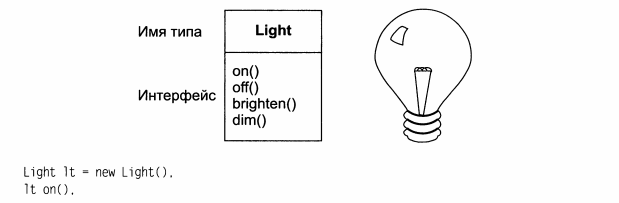 Имя типа
Light
Интерфейс
on()
off()
brighten()
dim()
Light lt = new Light().
lt on().